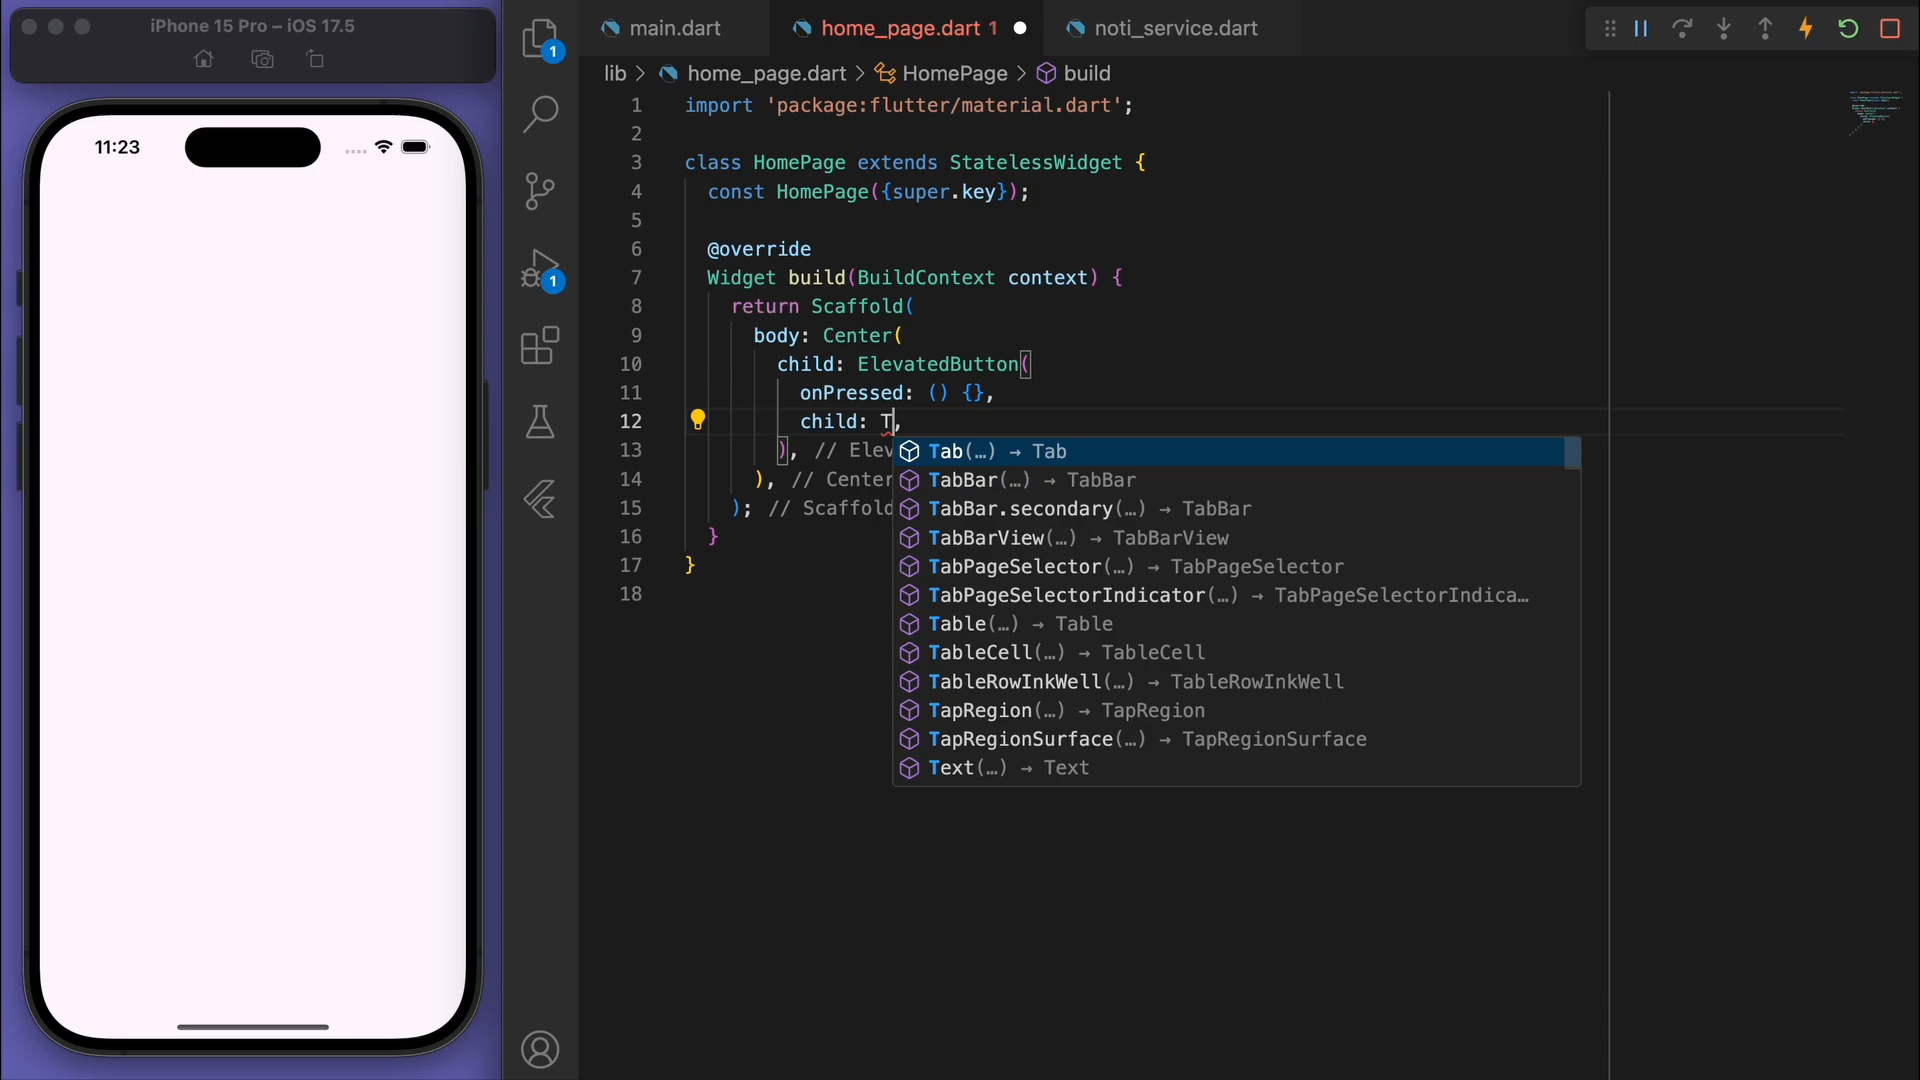 iPhone 15 Pro – iOS 17.5
11:23
1
1
main.dart
home_page.dart 1
noti_service.dart
lib > home_page.dart > HomePage > build
1 import 'package:flutter/material.dart';
2
3 class HomePage extends StatelessWidget {
4 const HomePage({super.key});
5
6 @override
7 Widget build(BuildContext context) {
8 return Scaffold(
9 body: Center(
10 child: ElevatedButton(
11 onPressed: () {},
12 child: T,
13 ), // Elev
14 ), // Center
15 ); // Scaffold
16 }
17 }
18
Tab(…) → Tab
TabBar(…) → TabBar
TabBar.secondary(…) → TabBar
TabBarView(…) → TabBarView
TabPageSelector(…) → TabPageSelector
TabPageSelectorIndicator(…) → TabPageSelectorIndica…
Table(…) → Table
TableCell(…) → TableCell
TableRowInkWell(…) → TableRowInkWell
TapRegion(…) → TapRegion
TapRegionSurface(…) → TapRegionSurface
Text(…) → Text